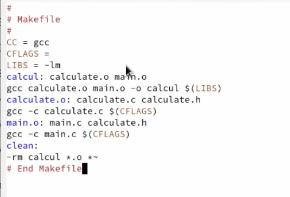 #
# Makefile
#
CC = gcc
CFLAGS =
LIBS = -lm
calcul: calculate.o main.o
gcc calculate.o main.o -o calcul $(LIBS)
calculate.o: calculate.c calculate.h
gcc -c calculate.c $(CFLAGS)
main.o: main.c calculate.h
gcc -c main.c $(CFLAGS)
clean:
-rm calcul *.o *~
# End Makefile